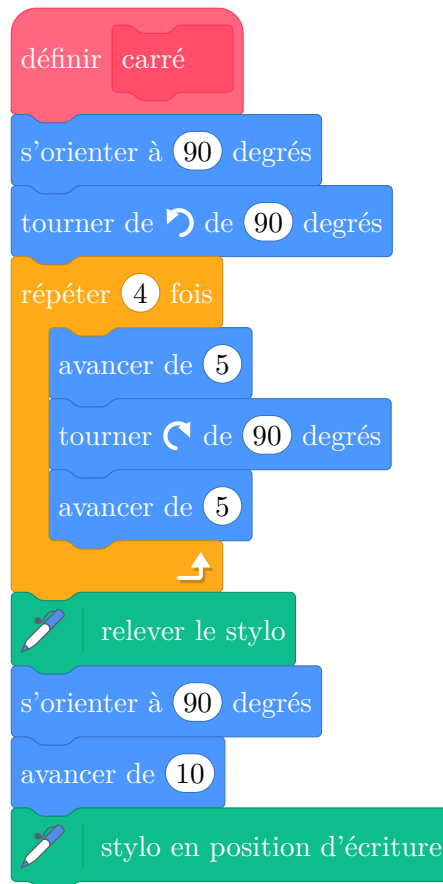 définir carré
s'orienter à 90 degrés
tourner de de 90 degrés
répéter 4 fois
avancer de 5
tourner de 90 degrés
avancer de 5
relever le stylo
s'orienter à 90 degrés
avancer de 10
stylo en position d'écriture